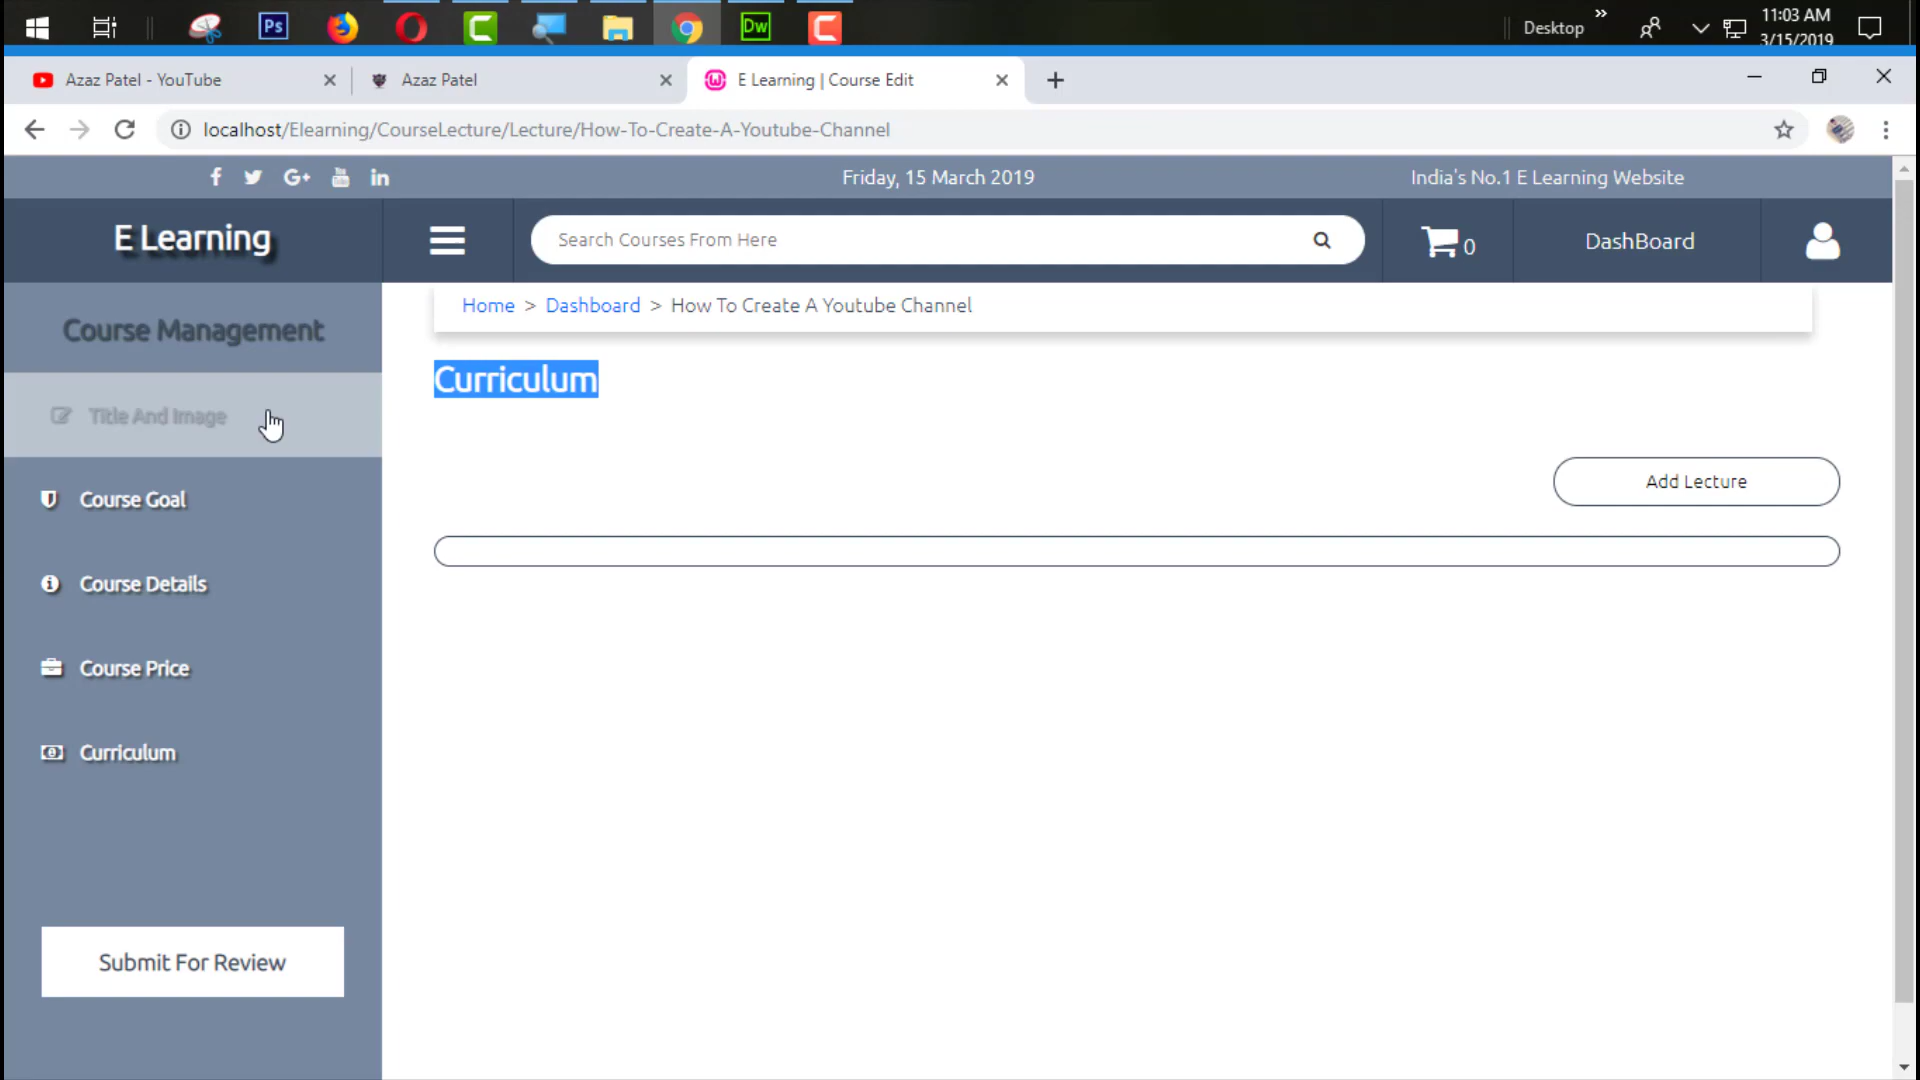 Ps
Dw
Desktop
»
11:03 AM
3/15/2019
Azaz Patel - YouTube
Azaz Patel
E Learning | Course Edit
localhost/Elearning/CourseLecture/Lecture/How-To-Create-A-Youtube-Channel
Friday, 15 March 2019
India's No.1 E Learning Website
E Learning
Search Courses From Here
0
DashBoard
Home > Dashboard > How To Create A Youtube Channel
Course Management
Curriculum
Title And Image
Add Lecture
Course Goal
Course Details
Course Price
Curriculum
Submit For Review